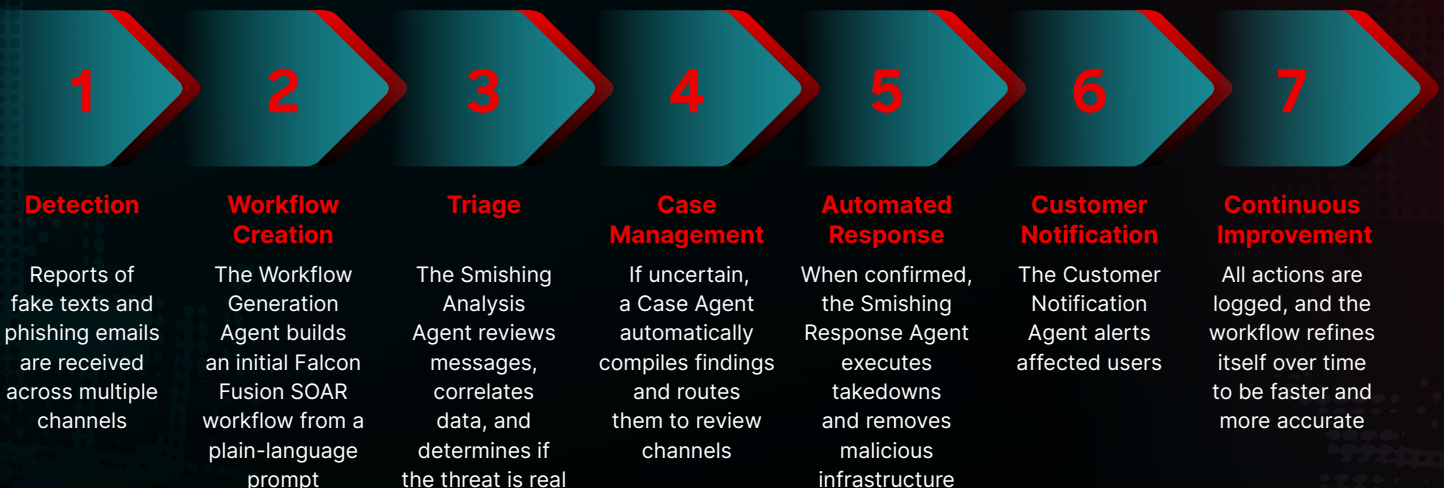 1
2
3
4
5
6
7
Detection
Reports of
fake texts and
phishing emails
are received
across multiple
channels
Workflow
Creation
The Workflow
Generation
Agent builds
an initial Falcon
Fusion SOAR
workflow from a
plain-language
prompt
Triage
The Smishing
Analysis
Agent reviews
messages,
correlates
data, and
determines if
the threat is real
Case
Management
If uncertain,
a Case Agent
automatically
compiles findings
and routes
them to review
channels
Automated
Response
When confirmed,
the Smishing
Response Agent
executes
takedowns
and removes
malicious
infrastructure
Customer
Notification
The Customer
Notification
Agent alerts
affected users
Continuous
Improvement
All actions are
logged, and the
workflow refines
itself over time
to be faster and
more accurate